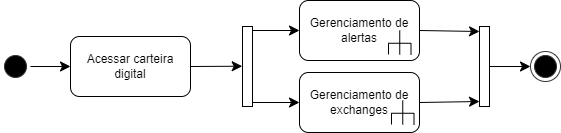 Acessar carteira
digital
Gerenciamento de
alertas
Gerenciamento de
exchanges